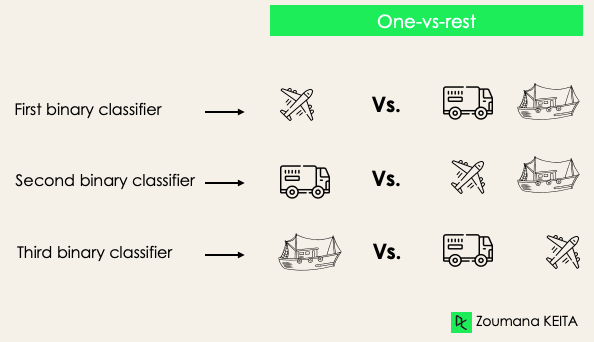 One-vs-rest
First binary classifier
Vs.
Second binary classifier
Vs.
Third binary classifier
Vs.
Zoumana KEITA